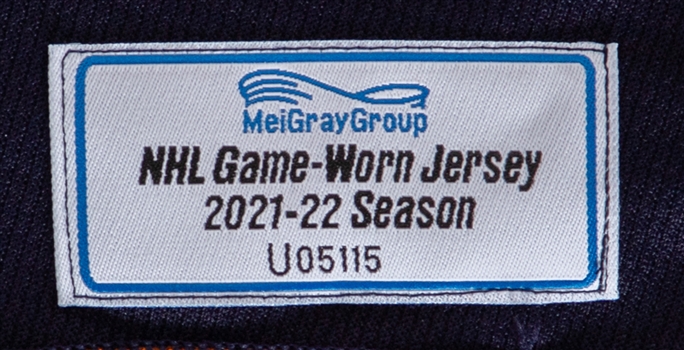 MeiGrayGroup
NHL Game-Worn Jersey
2021-22 Season
U05115